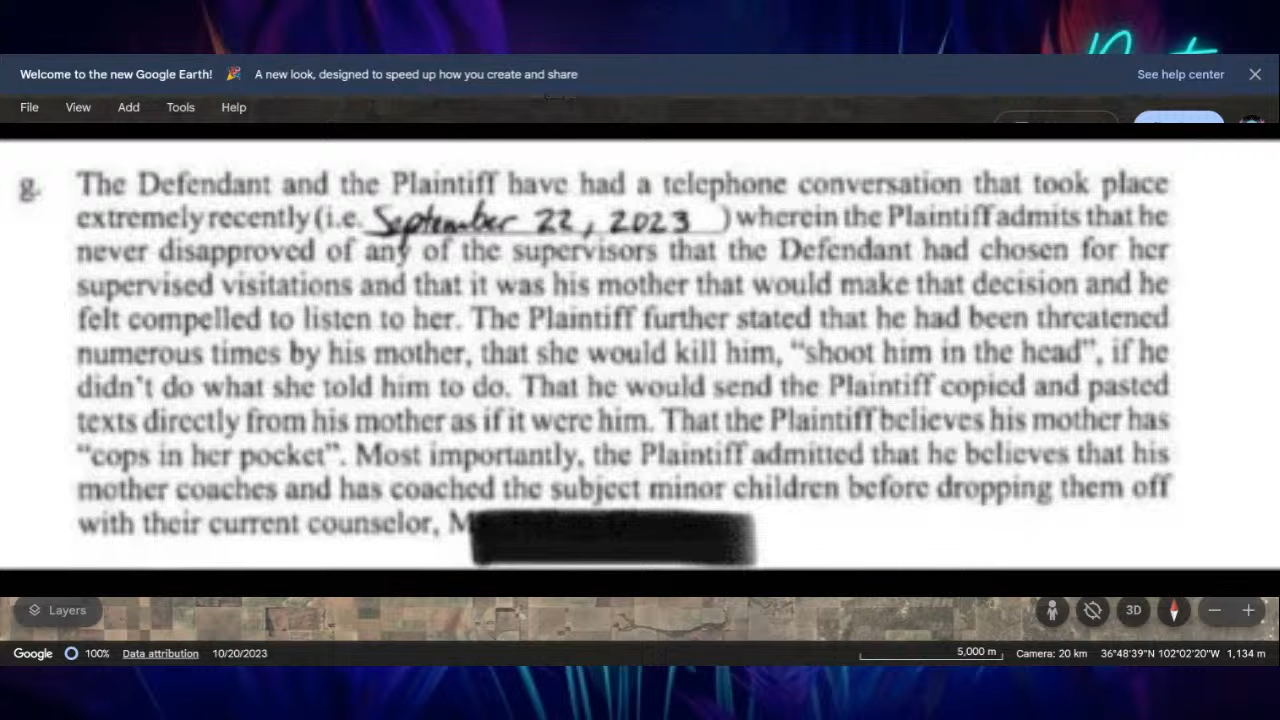 Welcome to the new Google Earth! 🎉 A new look, designed to speed up how you create and share See help center
File View Add Tools Help
g. The Defendant and the Plaintiff have had a telephone conversation that took place
extremely recently (i.e. September 22, 2023 ) wherein the Plaintiff admits that he
never disapproved of any of the supervisors that the Defendant had chosen for her
supervised visitations and that it was his mother that would make that decision and he
felt compelled to listen to her. The Plaintiff further stated that he had been threatened
numerous times by his mother, that she would kill him, “shoot him in the head”, if he
didn’t do what she told him to do. That he would send the Plaintiff copied and pasted
texts directly from his mother as if it were him. That the Plaintiff believes his mother has
“cops in her pocket”. Most importantly, the Plaintiff admitted that he believes that his
mother coaches and has coached the subject minor children before dropping them off
with their current counselor,
Layers 3D
Google 100% Data attribution 10/20/2023 5,000 m Camera: 20 km 36°48'39"N 102°02'20"W 1,134 m